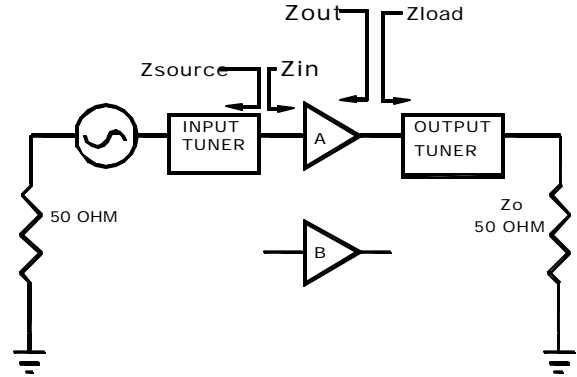 Zout
Zload
Zsource
Zin
INPUT
TUNER
A
OUTPUT
TUNER
50 OHM
Zo
50 OHM
B